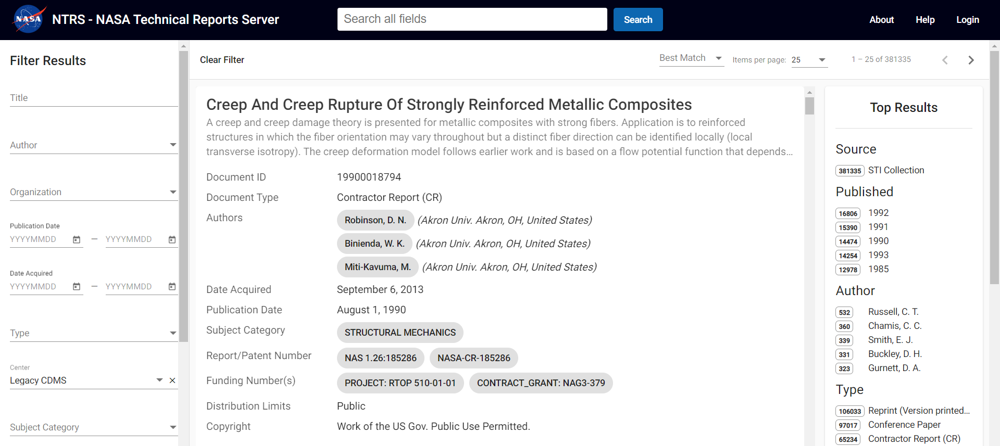 NASA
NTRS - NASA Technical Reports Server
Search all fields
Search
About
Help
Login
Filter Results
Title
Author
Organization
Publication Date
YYYYMMDD — YYYYMMDD
Date Acquired
YYYYMMDD — YYYYMMDD
Type
Center
Legacy CDMS
Subject Category
Clear Filter
Best Match
Items per page: 25
1 – 25 of 381335
Creep And Creep Rupture Of Strongly Reinforced Metallic Composites
A creep and creep damage theory is presented for metallic composites with strong fibers. Application is to reinforced
structures in which the fiber orientation may vary throughout but a distinct fiber direction can be identified locally (local
transverse isotropy). The creep deformation model follows earlier work and is based on a flow potential function that depends...
Document ID 19900018794
Document Type Contractor Report (CR)
Authors Robinson, D. N. (Akron Univ. Akron, OH, United States)
Binienda, W. K. (Akron Univ. Akron, OH, United States)
Miti-Kavuma, M. (Akron Univ. Akron, OH, United States)
Date Acquired September 6, 2013
Publication Date August 1, 1990
Subject Category STRUCTURAL MECHANICS
Report/Patent Number NAS 1.26:185286 NASA-CR-185286
Funding Number(s) PROJECT: RTOP 510-01-01 CONTRACT_GRANT: NAG3-379
Distribution Limits Public
Copyright Work of the US Gov. Public Use Permitted.
Top Results
Source
381335 STI Collection
Published
16806 1992
15390 1991
14474 1990
14254 1993
12978 1985
Author
532 Russell, C. T.
360 Chamis, C. C.
339 Smith, E. J.
331 Buckley, D. H.
323 Gurnett, D. A.
Type
106033 Reprint (Version printed...
97017 Conference Paper
65234 Contractor Report (CR)